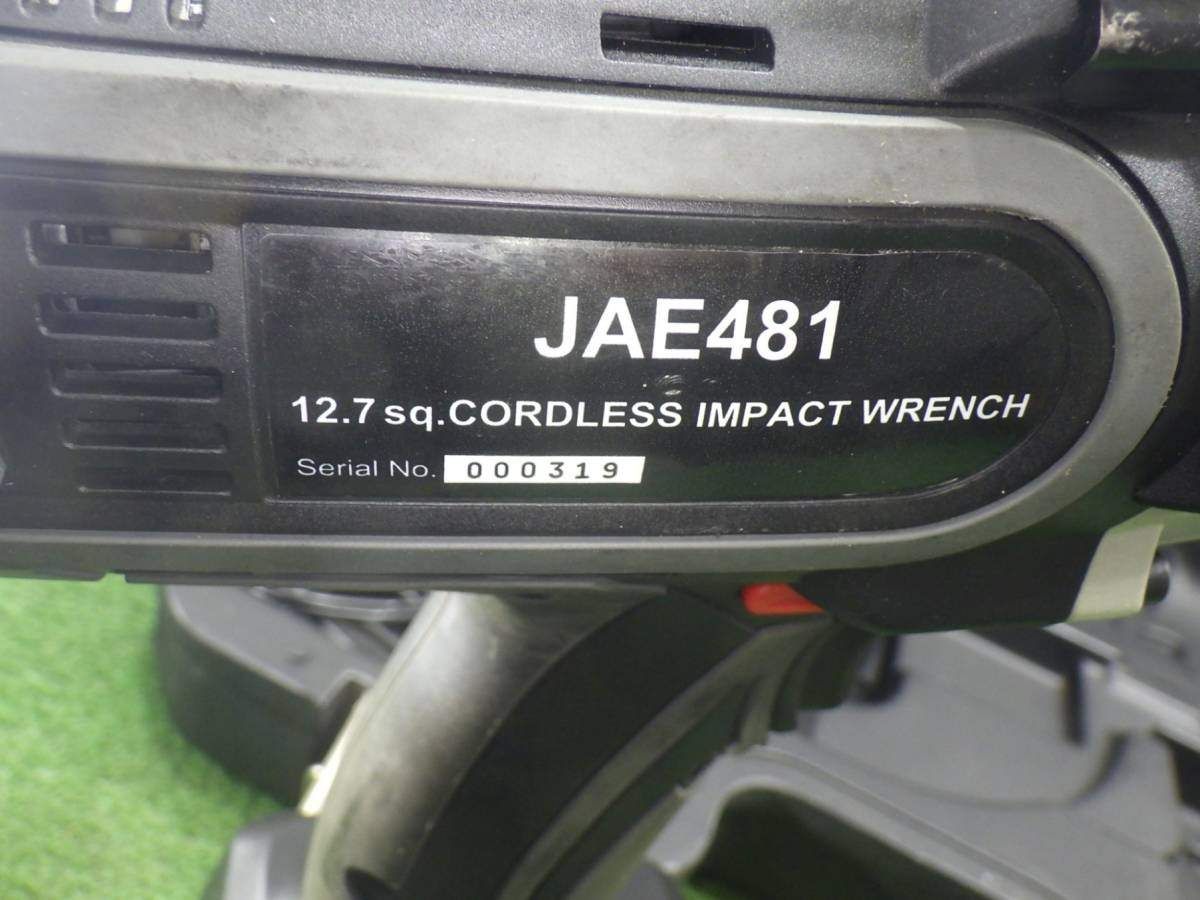 JAE481
12.7 sq.CORDLESS IMPACT WRENCH
Serial No. 000319